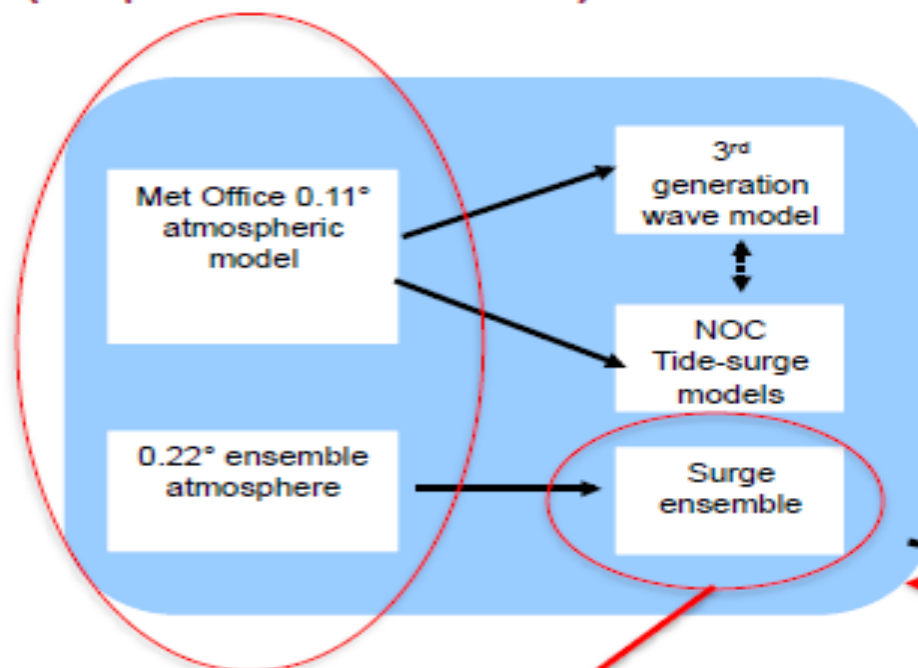 Met Office 0.11°
atmospheric
model
3rd
generation
wave model
NOC
Tide-surge
models
0.22° ensemble
atmosphere
Surge
ensemble